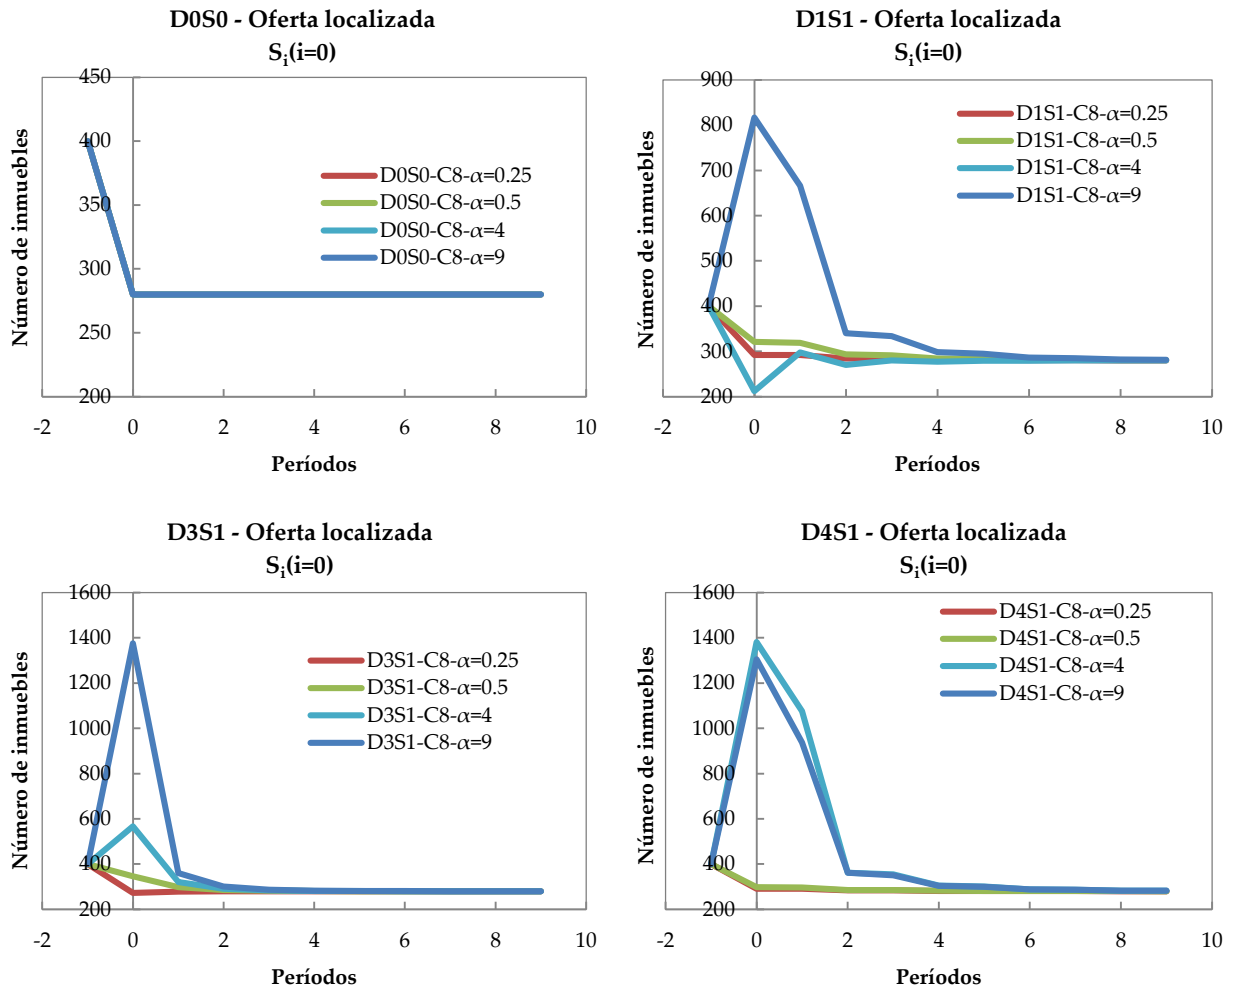 D0S0 - Oferta localizada
Sᵢ(i=0)
450
400
350
300
250
200
-2
0
2
4
6
8
10
Número de inmuebles
Períodos
D0S0-C8-α=0.25
D0S0-C8-α=0.5
D0S0-C8-α=4
D0S0-C8-α=9
D1S1 - Oferta localizada
Sᵢ(i=0)
900
800
700
600
500
400
300
200
-2
0
2
4
6
8
10
Número de inmuebles
Períodos
D1S1-C8-α=0.25
D1S1-C8-α=0.5
D1S1-C8-α=4
D1S1-C8-α=9
D3S1 - Oferta localizada
Sᵢ(i=0)
1600
1400
1200
1000
800
600
400
200
-2
0
2
4
6
8
10
Número de inmuebles
Períodos
D3S1-C8-α=0.25
D3S1-C8-α=0.5
D3S1-C8-α=4
D3S1-C8-α=9
D4S1 - Oferta localizada
Sᵢ(i=0)
1600
1400
1200
1000
800
600
400
200
-2
0
2
4
6
8
10
Número de inmuebles
Períodos
D4S1-C8-α=0.25
D4S1-C8-α=0.5
D4S1-C8-α=4
D4S1-C8-α=9